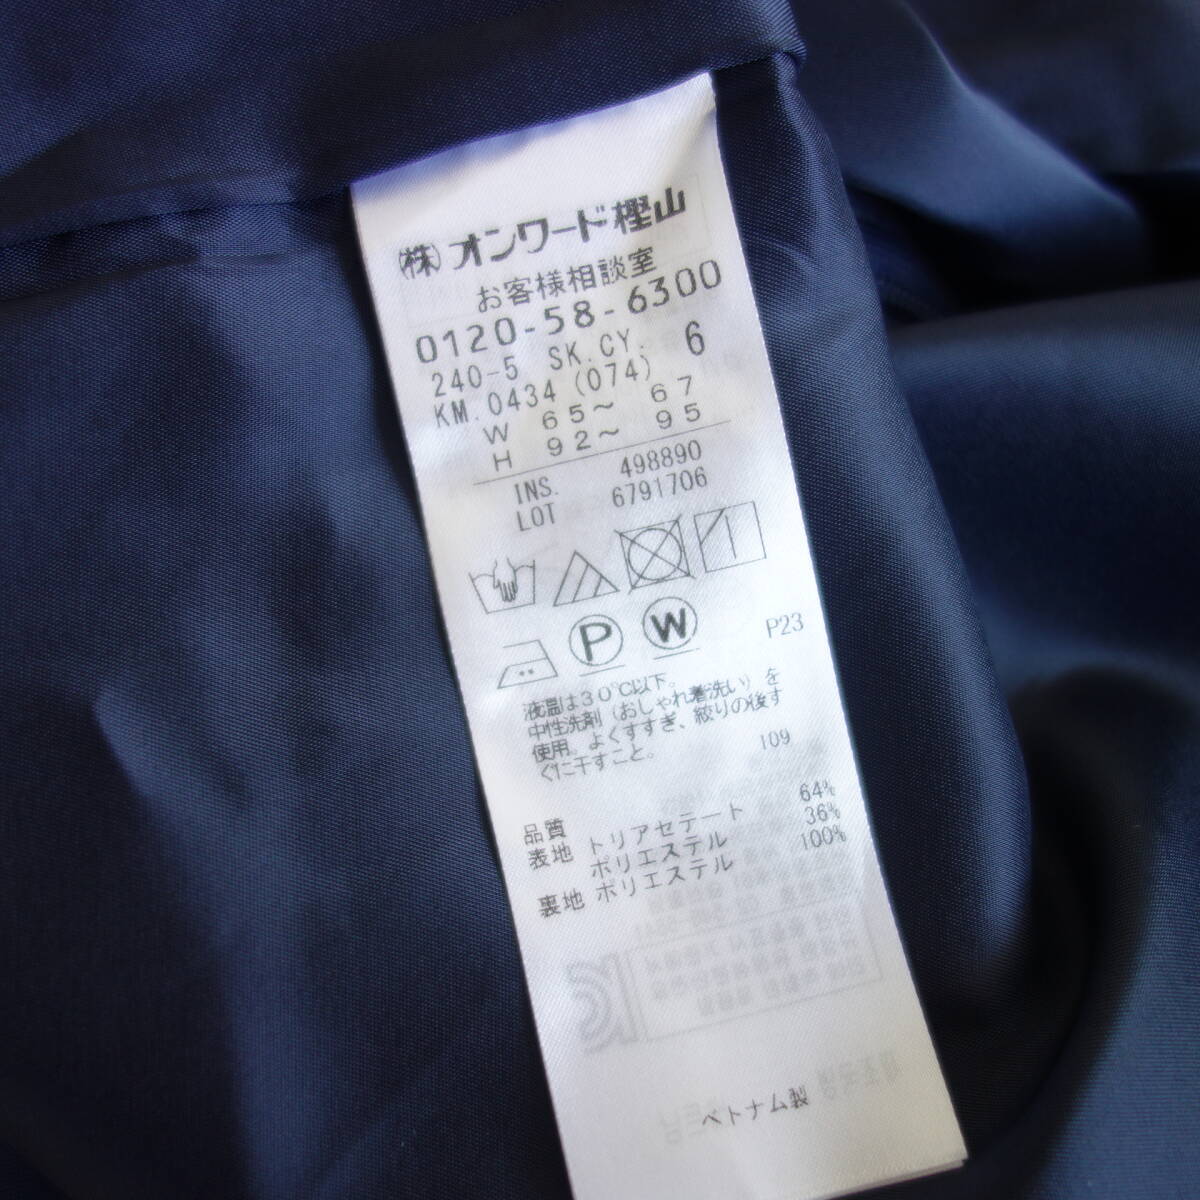 (株)オンワード樫山
お客様相談室
0120-58-6300
240-5 SK.CY. 6
KM.0434 (074)
W 65～ 67
H 92～ 95
INS. 498890
LOT 6791706
P W P23
液温は30℃以下。
中性洗剤(おしゃれ着洗い)を
使用。よくすすぎ、絞りの後す
ぐに干すこと。 109
品質
表地 トリアセテート 64%
ポリエステル 36%
裏地 ポリエステル 100%
ベトナム製